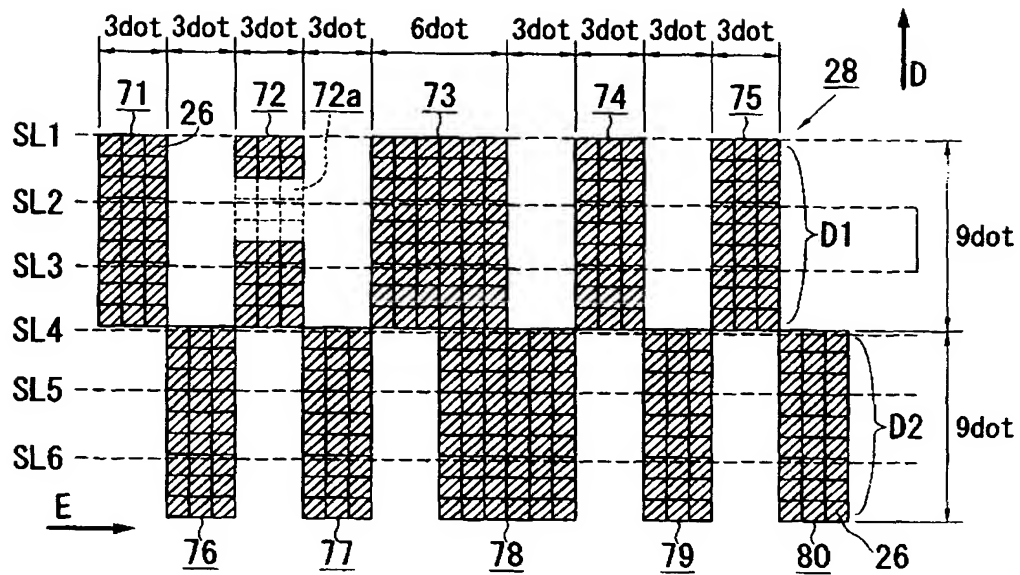 3dot 3dot 3dot 3dot 6dot 3dot 3dot 3dot 3dot
D
28
71 26 72 72a 73 74 75
SL1
SL2
D1 9dot
SL3
SL4
SL5
D2 9dot
SL6
E
76 77 78 79 80 26